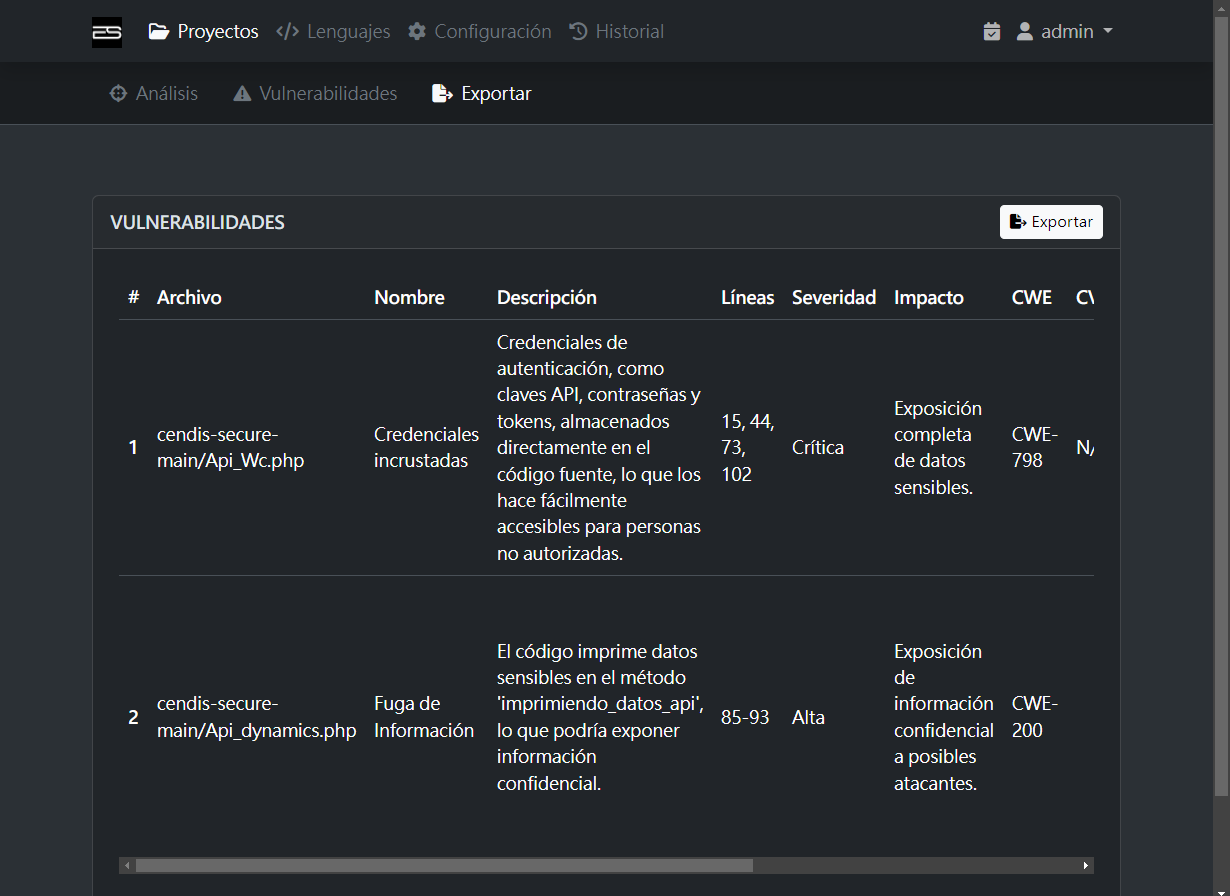 ES Proyectos Lenguajes Configuración Historial admin
Análisis Vulnerabilidades Exportar
VULNERABILIDADES Exportar
# Archivo Nombre Descripción Líneas Severidad Impacto CWE
1
cendis-secure-
main/Api_Wc.php
Credenciales
incrustadas
Credenciales de
autenticación, como
claves API, contraseñas y
tokens, almacenados
directamente en el
código fuente, lo que los
hace fácilmente
accesibles para personas
no autorizadas.
15, 44,
73,
102
Crítica
Exposición
completa
de datos
sensibles.
CWE-
798
N/
2
cendis-secure-
main/Api_dynamics.php
Fuga de
Información
El código imprime datos
sensibles en el método
'imprimiendo_datos_api',
lo que podría exponer
información
confidencial.
85-93
Alta
Exposición
de
información
confidencial
a posibles
atacantes.
CWE-
200